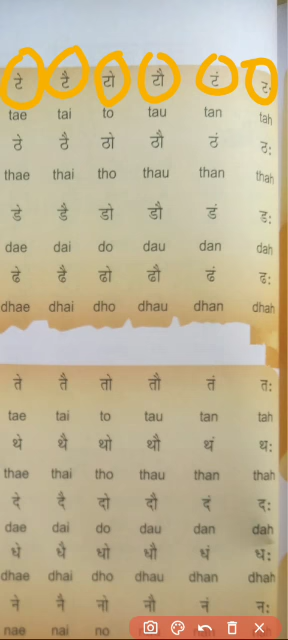 टे टै टो टौ टं टः
tae tai to tau tan tah
ठे ठै ठो ठौ ठं ठः
thae thai tho thau than thah
डे डै डो डौ डं डः
dae dai do dau dan dah
ढे ढै ढो ढौ ढं ढः
dhae dhai dho dhau dhan dhah
ते तै तो तौ तं तः
tae tai to tau tan tah
थे थै थो थौ थं थः
thae thai tho thau than thah
दे दै दो दौ दं दः
dae dai do dau dan dah
धे धै धो धौ धं धः
dhae dhai dho dhau dhan dhah
ने नै नो नौ नं नः
nae nai no